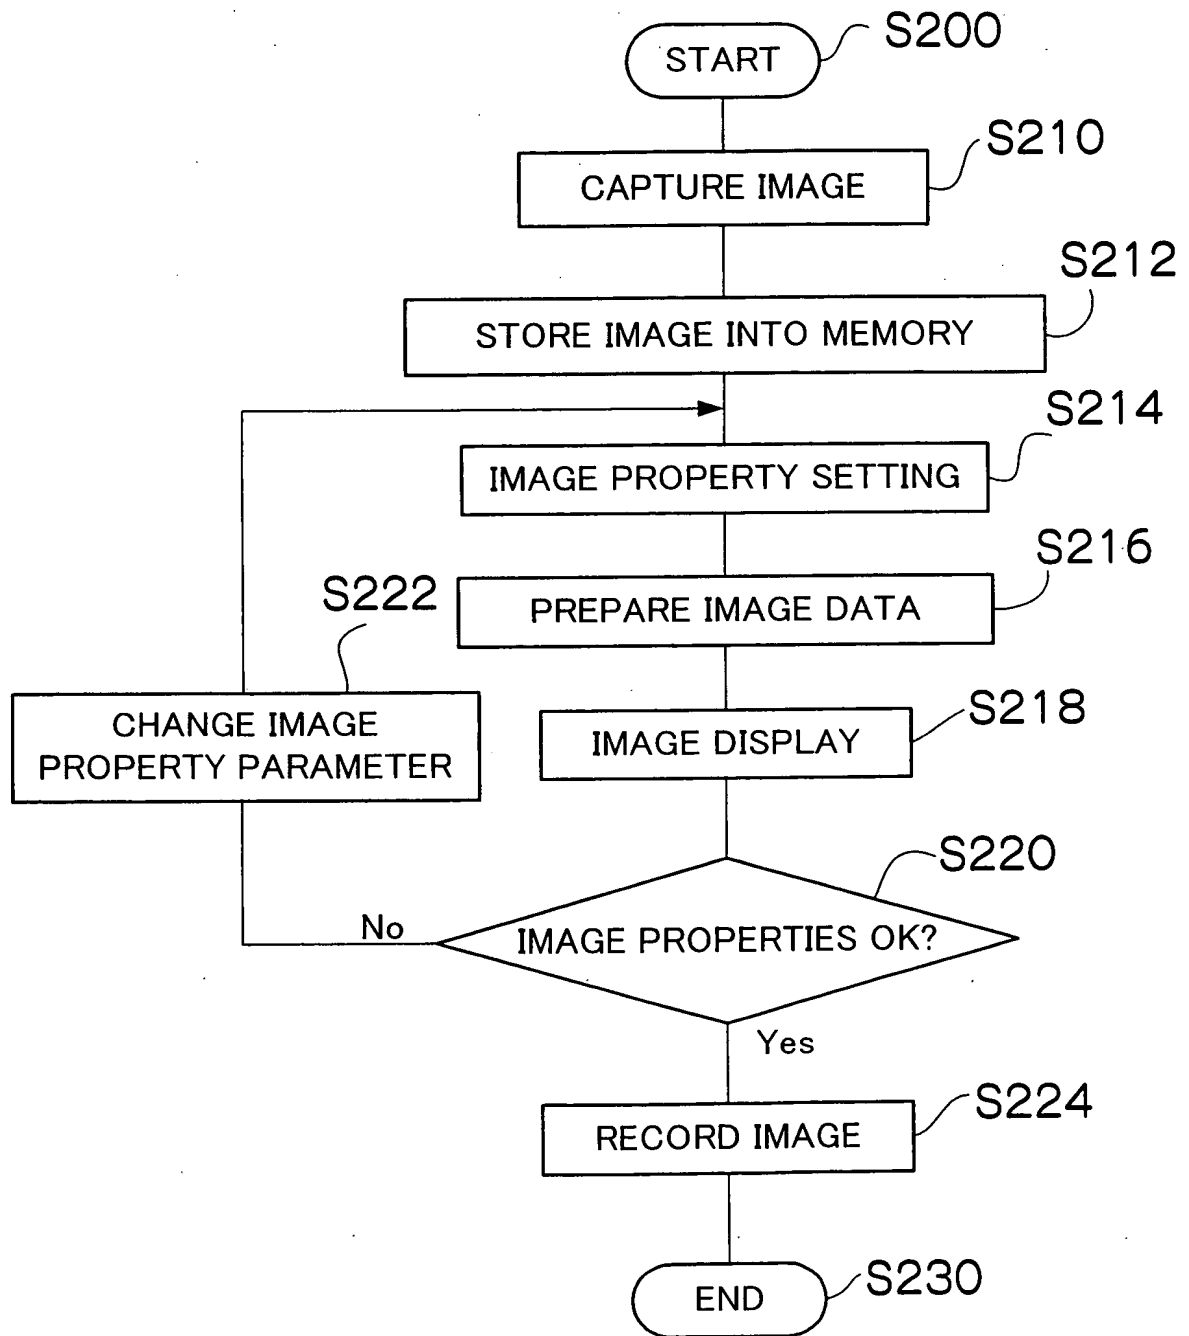 START
S200
CAPTURE IMAGE
S210
STORE IMAGE INTO MEMORY
S212
IMAGE PROPERTY SETTING
S214
PREPARE IMAGE DATA
S216
S222
CHANGE IMAGE
PROPERTY PARAMETER
IMAGE DISPLAY
S218
IMAGE PROPERTIES OK?
S220
No
Yes
RECORD IMAGE
S224
END
S230